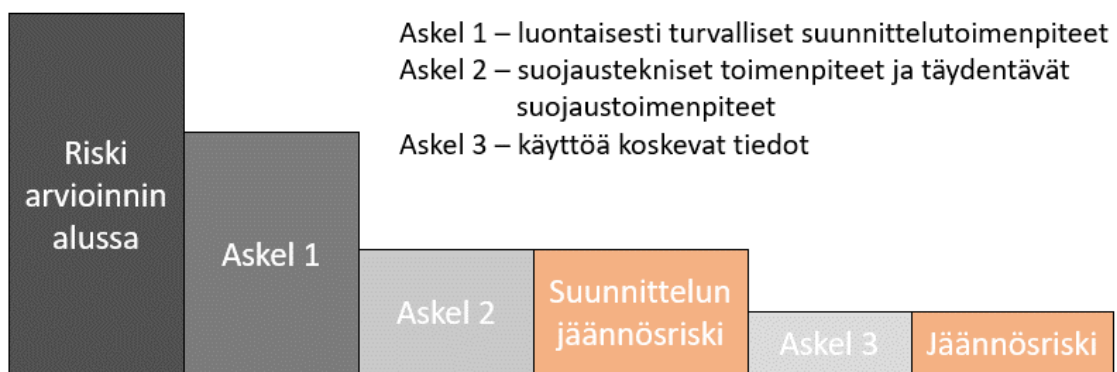 Askel 1 – luontaisesti turvalliset suunnittelutoimenpiteet
Askel 2 – suojaustekniset toimenpiteet ja täydentävät
suojaustoimenpiteet
Askel 3 – käyttöä koskevat tiedot
Riski
arvioinnin
alussa
Askel 1
Askel 2
Suunnittelun
jäännösriski
Askel 3
Jäännösriski